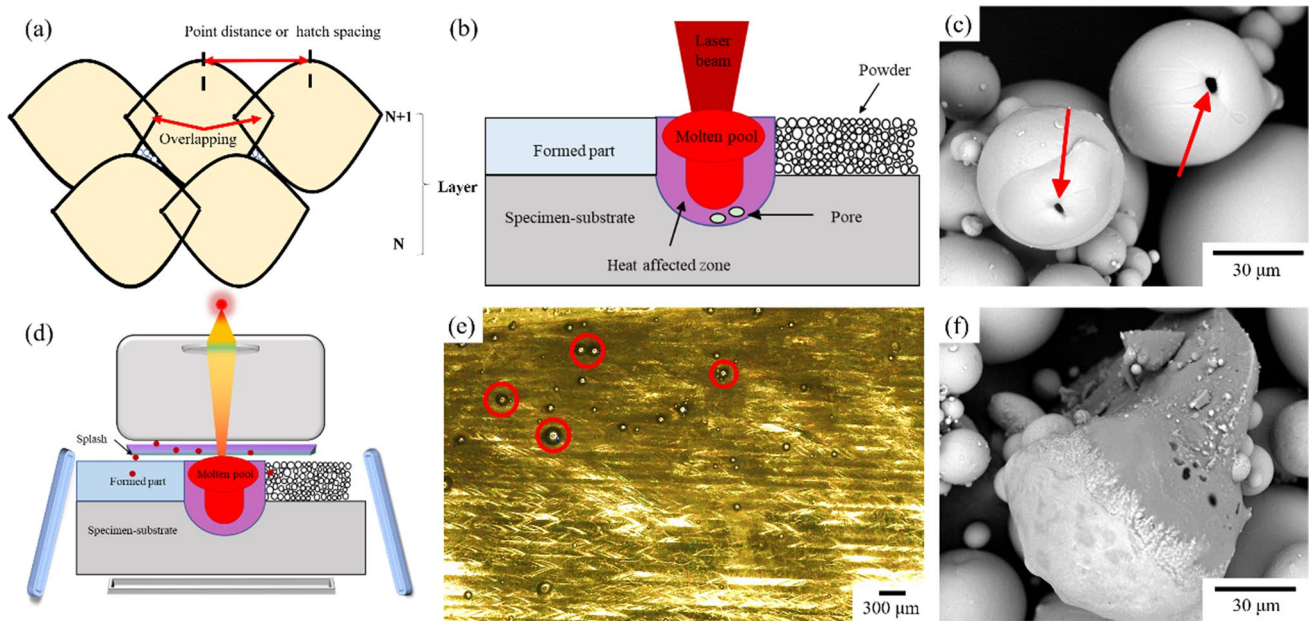 (a)
Point distance or hatch spacing
N+1
Overlapping
Layer
N
(b)
Laser
beam
Powder
Molten pool
Formed part
Specimen-substrate
Pore
Heat affected zone
(c)
30 μm
(d)
Splash
Molten pool
Formed part
Specimen-substrate
(e)
300 μm
(f)
30 μm